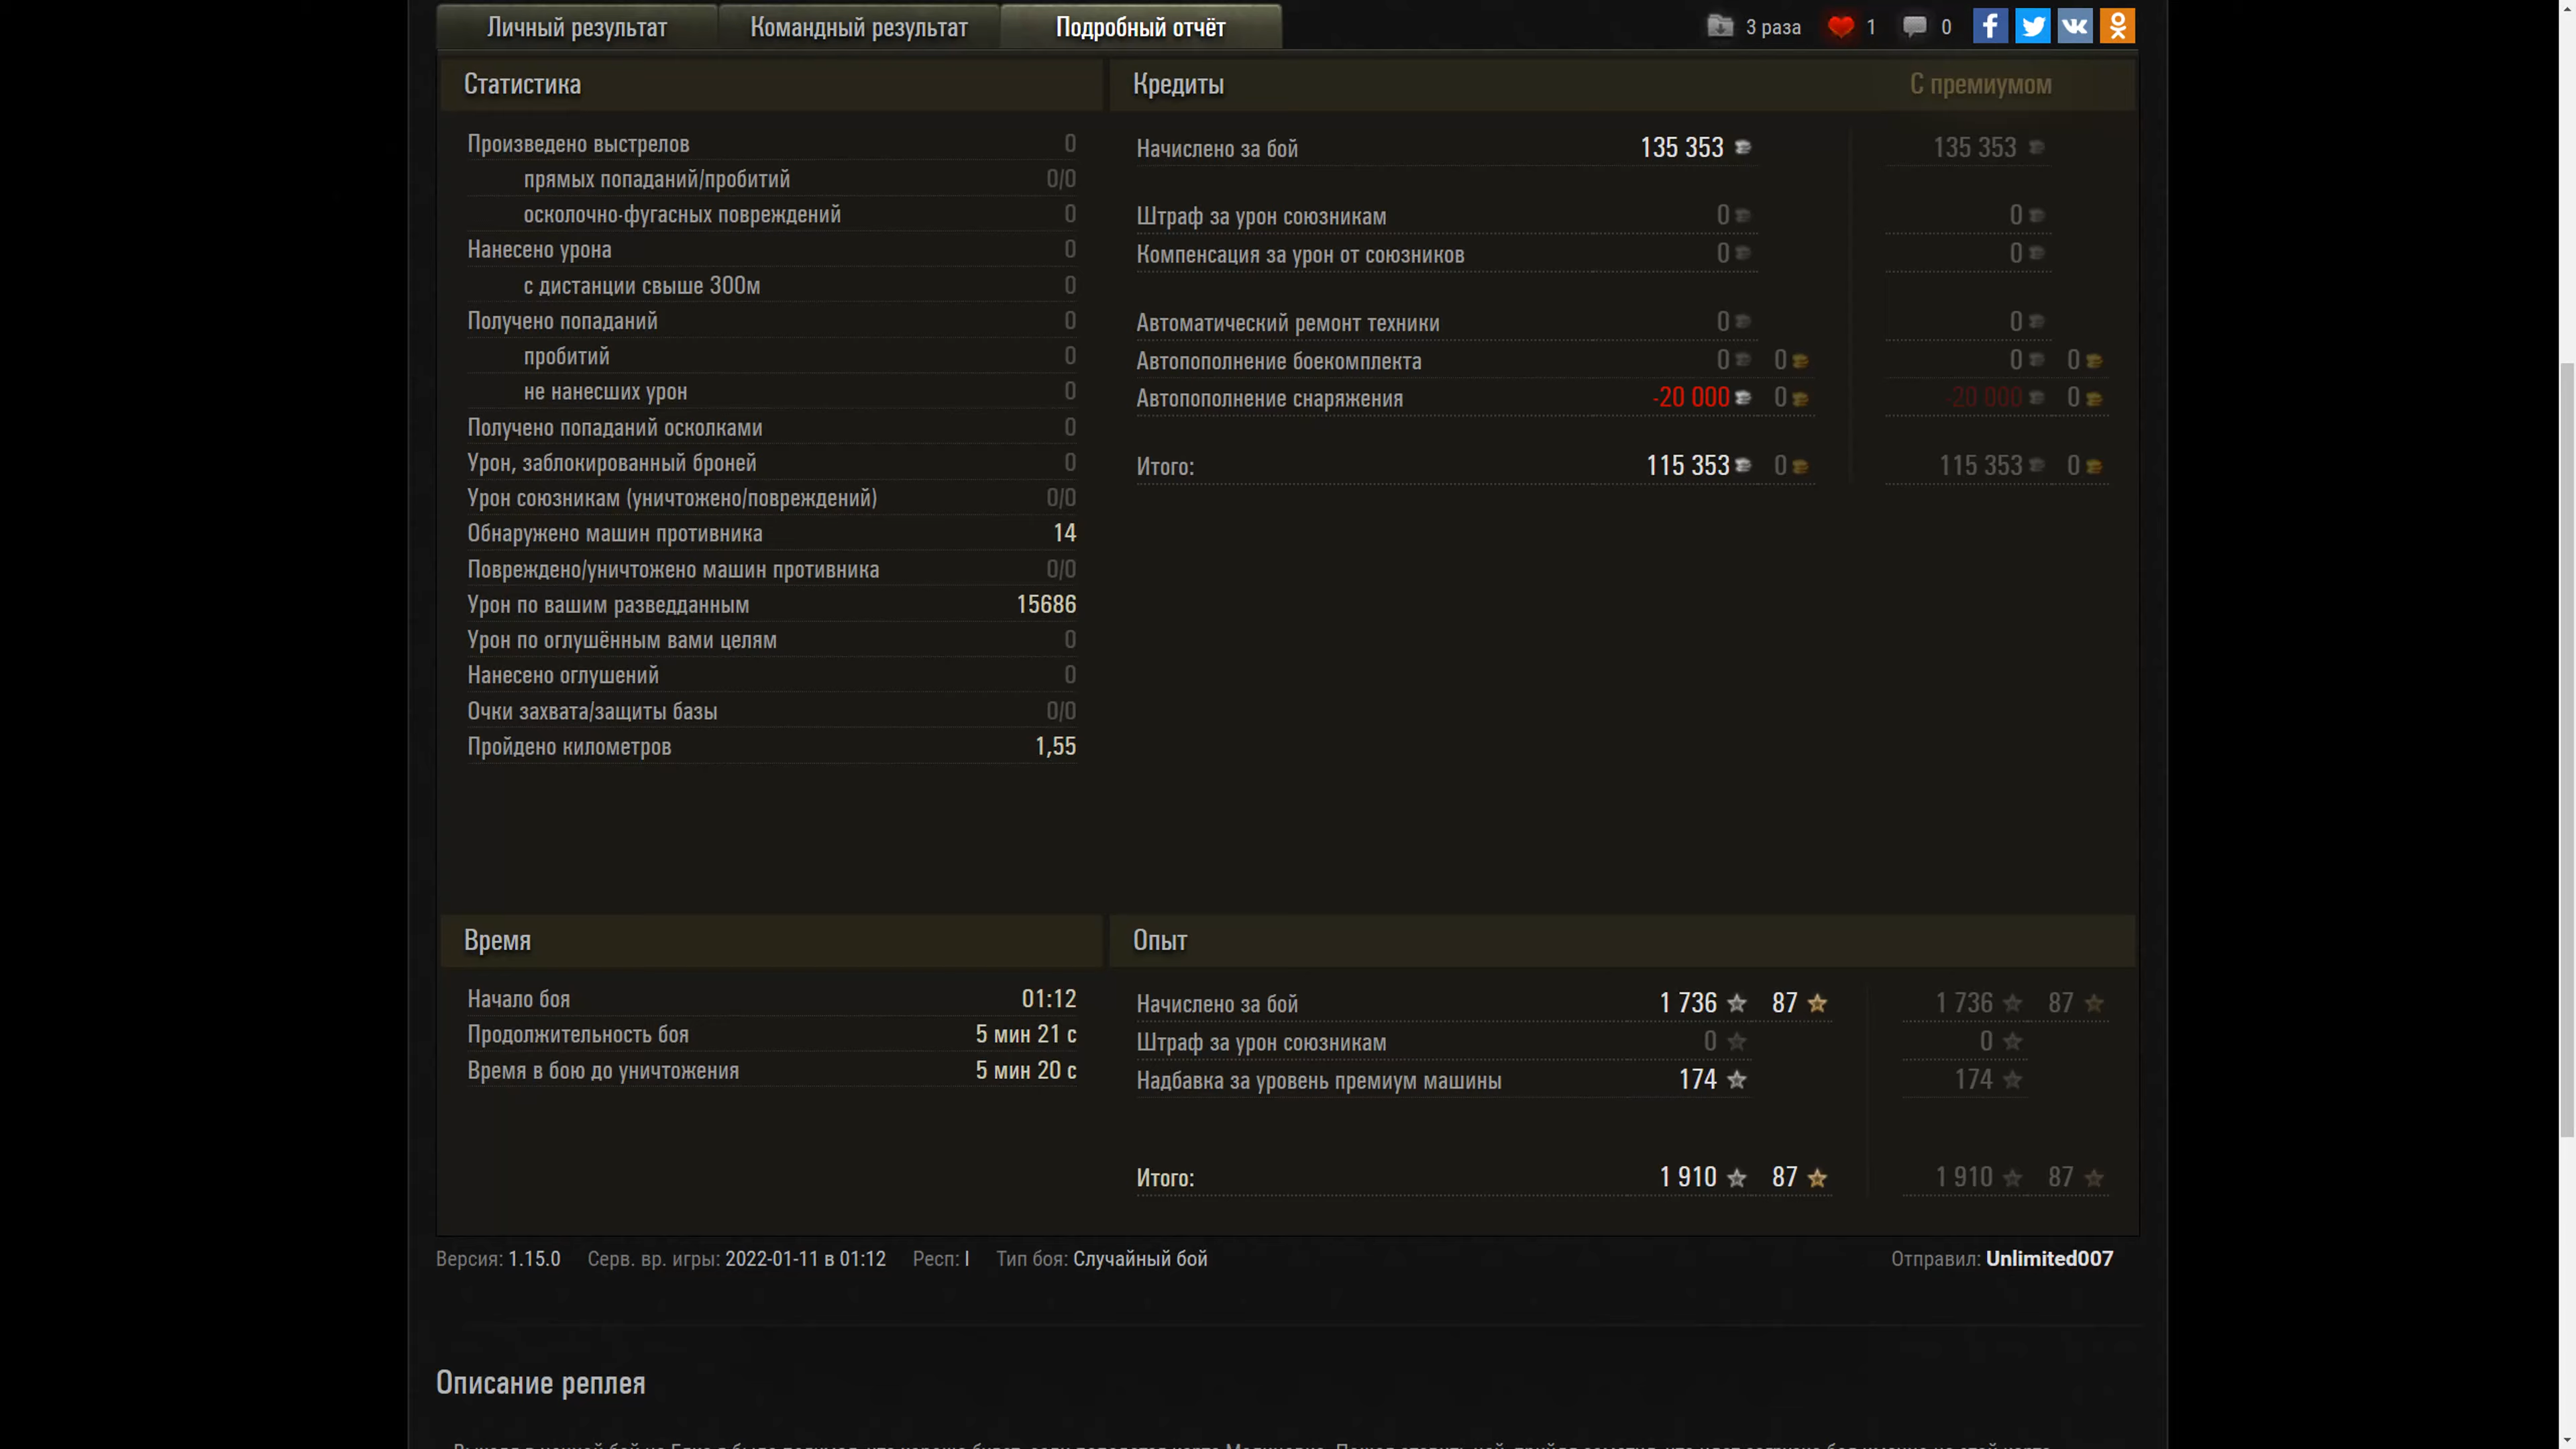 Личный результат
Командный результат
Подробный отчёт
3 раза
1
0
Статистика
Произведено выстрелов 0
прямых попаданий/пробитий 0/0
осколочно-фугасных повреждений 0
Нанесено урона 0
с дистанции свыше 300м 0
Получено попаданий 0
пробитий 0
не нанесших урон 0
Получено попаданий осколками 0
Урон, заблокированный броней 0
Урон союзникам (уничтожено/повреждений) 0/0
Обнаружено машин противника 14
Повреждено/уничтожено машин противника 0/0
Урон по вашим разведданным 15686
Урон по оглушённым вами целям 0
Нанесено оглушений 0
Очки захвата/защиты базы 0/0
Пройдено километров 1,55
Кредиты С премиумом
Начислено за бой 135 353 135 353
Штраф за урон союзникам 0 0
Компенсация за урон от союзников 0 0
Автоматический ремонт техники 0 0
Автопополнение боекомплекта 0 0 0 0
Автопополнение снаряжения -20 000 0 -20 000 0
Итого: 115 353 0 115 353 0
Время
Начало боя 01:12
Продолжительность боя 5 мин 21 с
Время в бою до уничтожения 5 мин 20 с
Опыт
Начислено за бой 1 736 87 1 736 87
Штраф за урон союзникам 0 0
Надбавка за уровень премиум машины 174 174
Итого: 1 910 87 1 910 87
Версия: 1.15.0 Серв. вр. игры: 2022-01-11 в 01:12 Респ: I Тип боя: Случайный бой Отправил: Unlimited007
Описание реплея